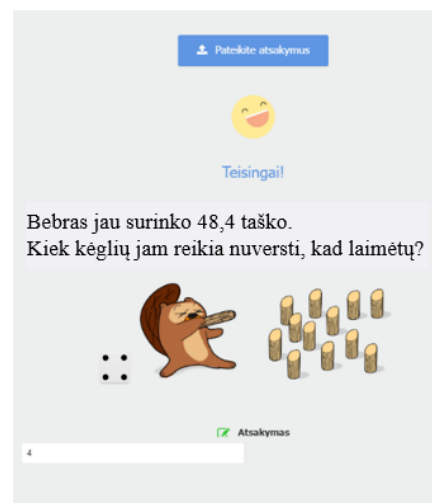 Pateikite atsakymus
Teisingai!
Bebras jau surinko 48,4 taško.
Kiek kėglių jam reikia nuversti, kad laimėtų?
Atsakymas
4